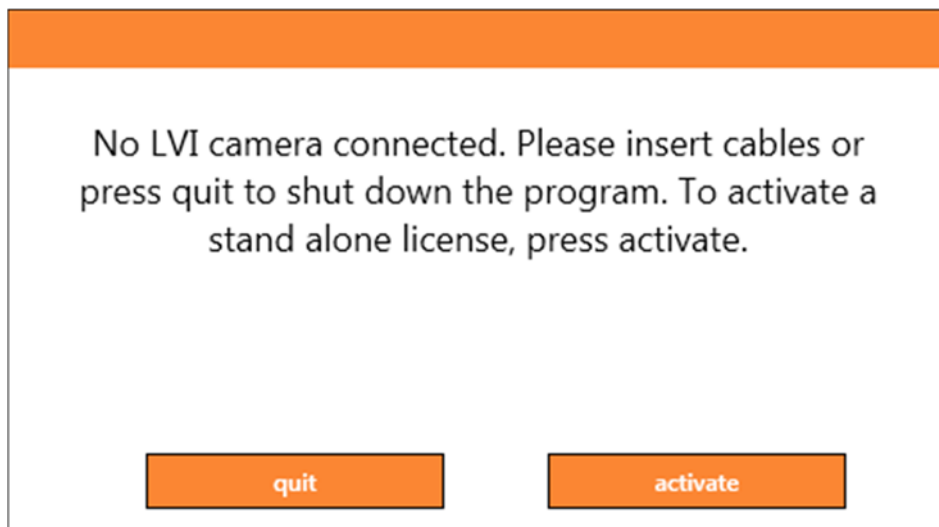 No LVI camera connected. Please insert cables or
press quit to shut down the program. To activate a
stand alone license, press activate.
quit
activate